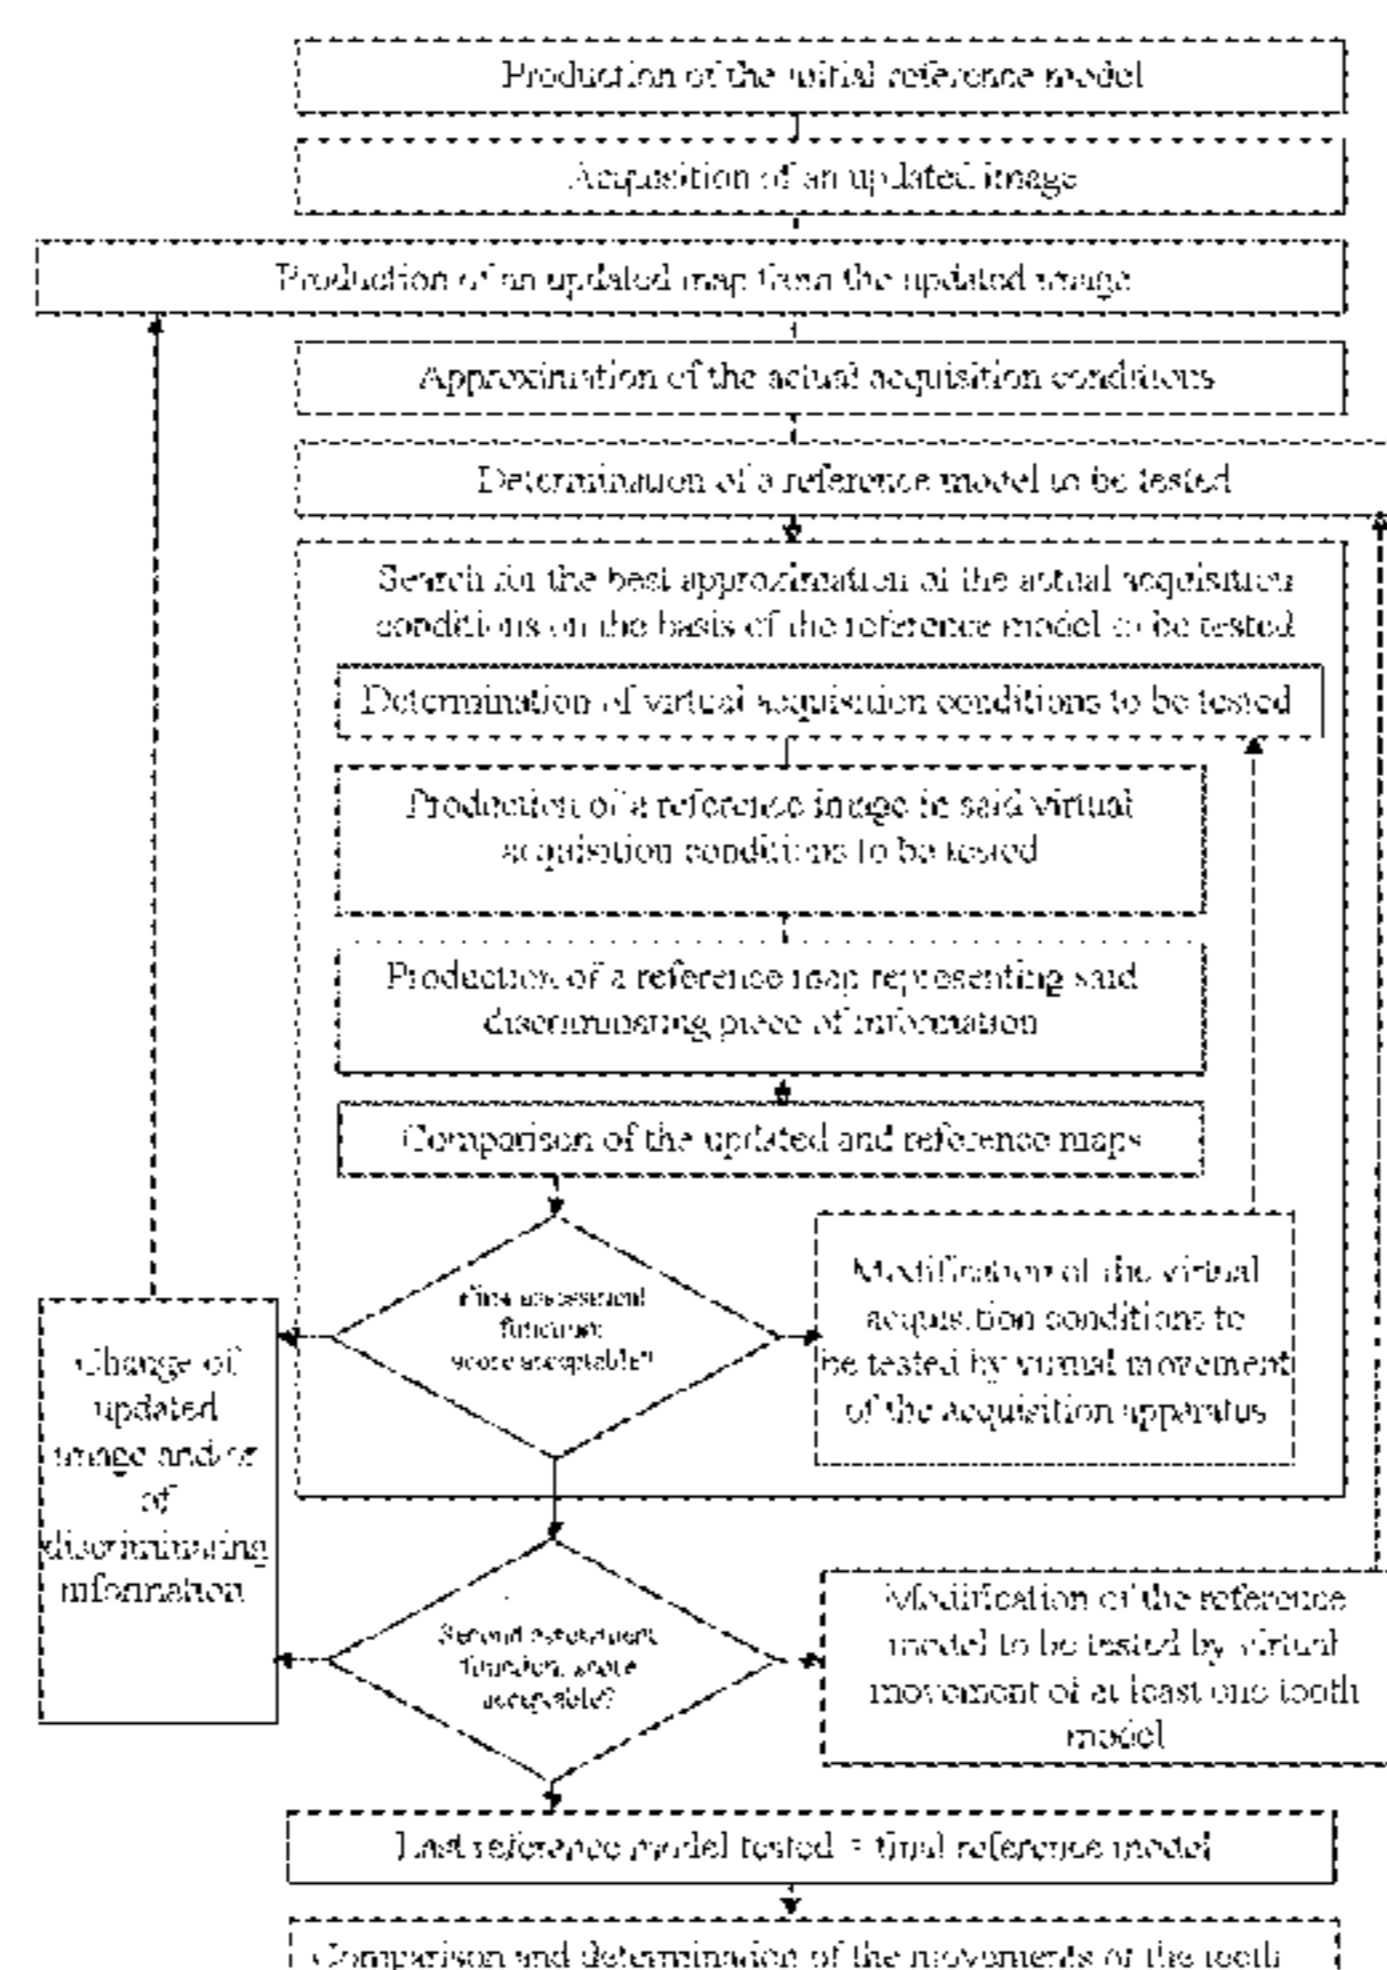 Production of the initial reference model
Acquisition of an updated image
Production of an updated map from the updated image
Approximation of the actual acquisition conditions
Determination of a reference model to be tested
Search for the best approximation of the actual acquisition
conditions on the basis of the reference model to be tested
Determination of virtual acquisition conditions to be tested
Production of a reference image in said virtual
acquisition conditions to be tested
Production of a reference map representing said
discriminating piece of information
Comparison of the updated and reference maps
First assessment
function:
score acceptable?
Modification of the virtual
acquisition conditions to
be tested by virtual movement
of the acquisition apparatus
Change of
updated
image and/or
of
discriminating
information
Second assessment
function, score
acceptable?
Modification of the reference
model to be tested by virtual
movement of at least one tooth
model
Last reference model tested = final reference model
Comparison and determination of the movements of the teeth